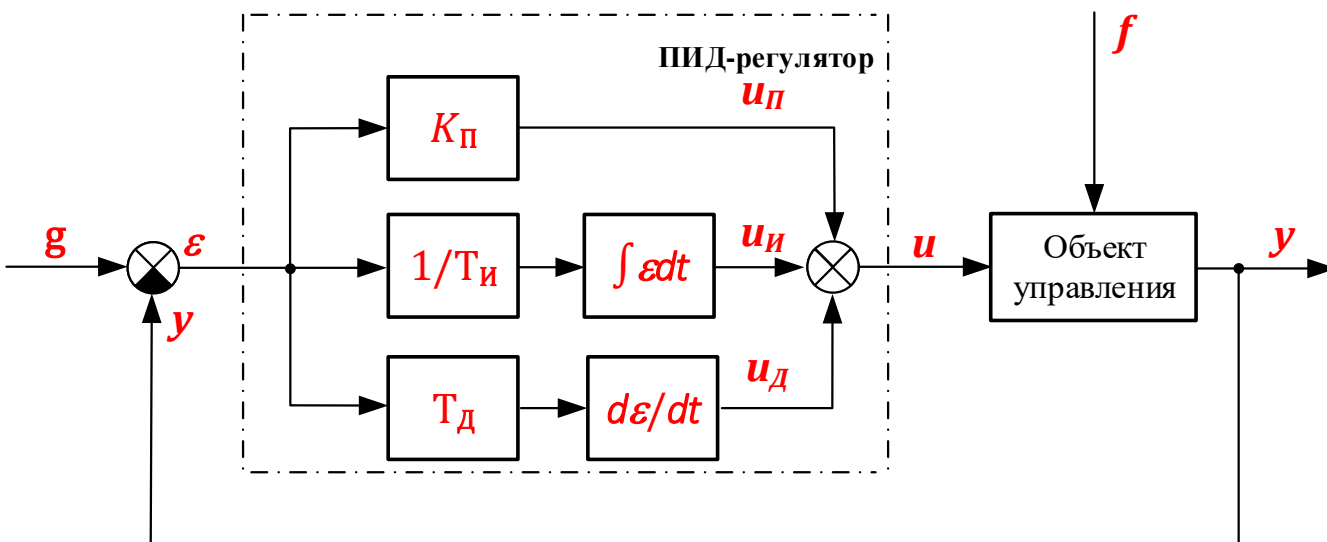 ПИД-регулятор
f
u_П
K_П
g
ε
1/T_И
∫ εdt
u_И
u
Объект
управления
y
y
T_Д
dε/dt
u_Д